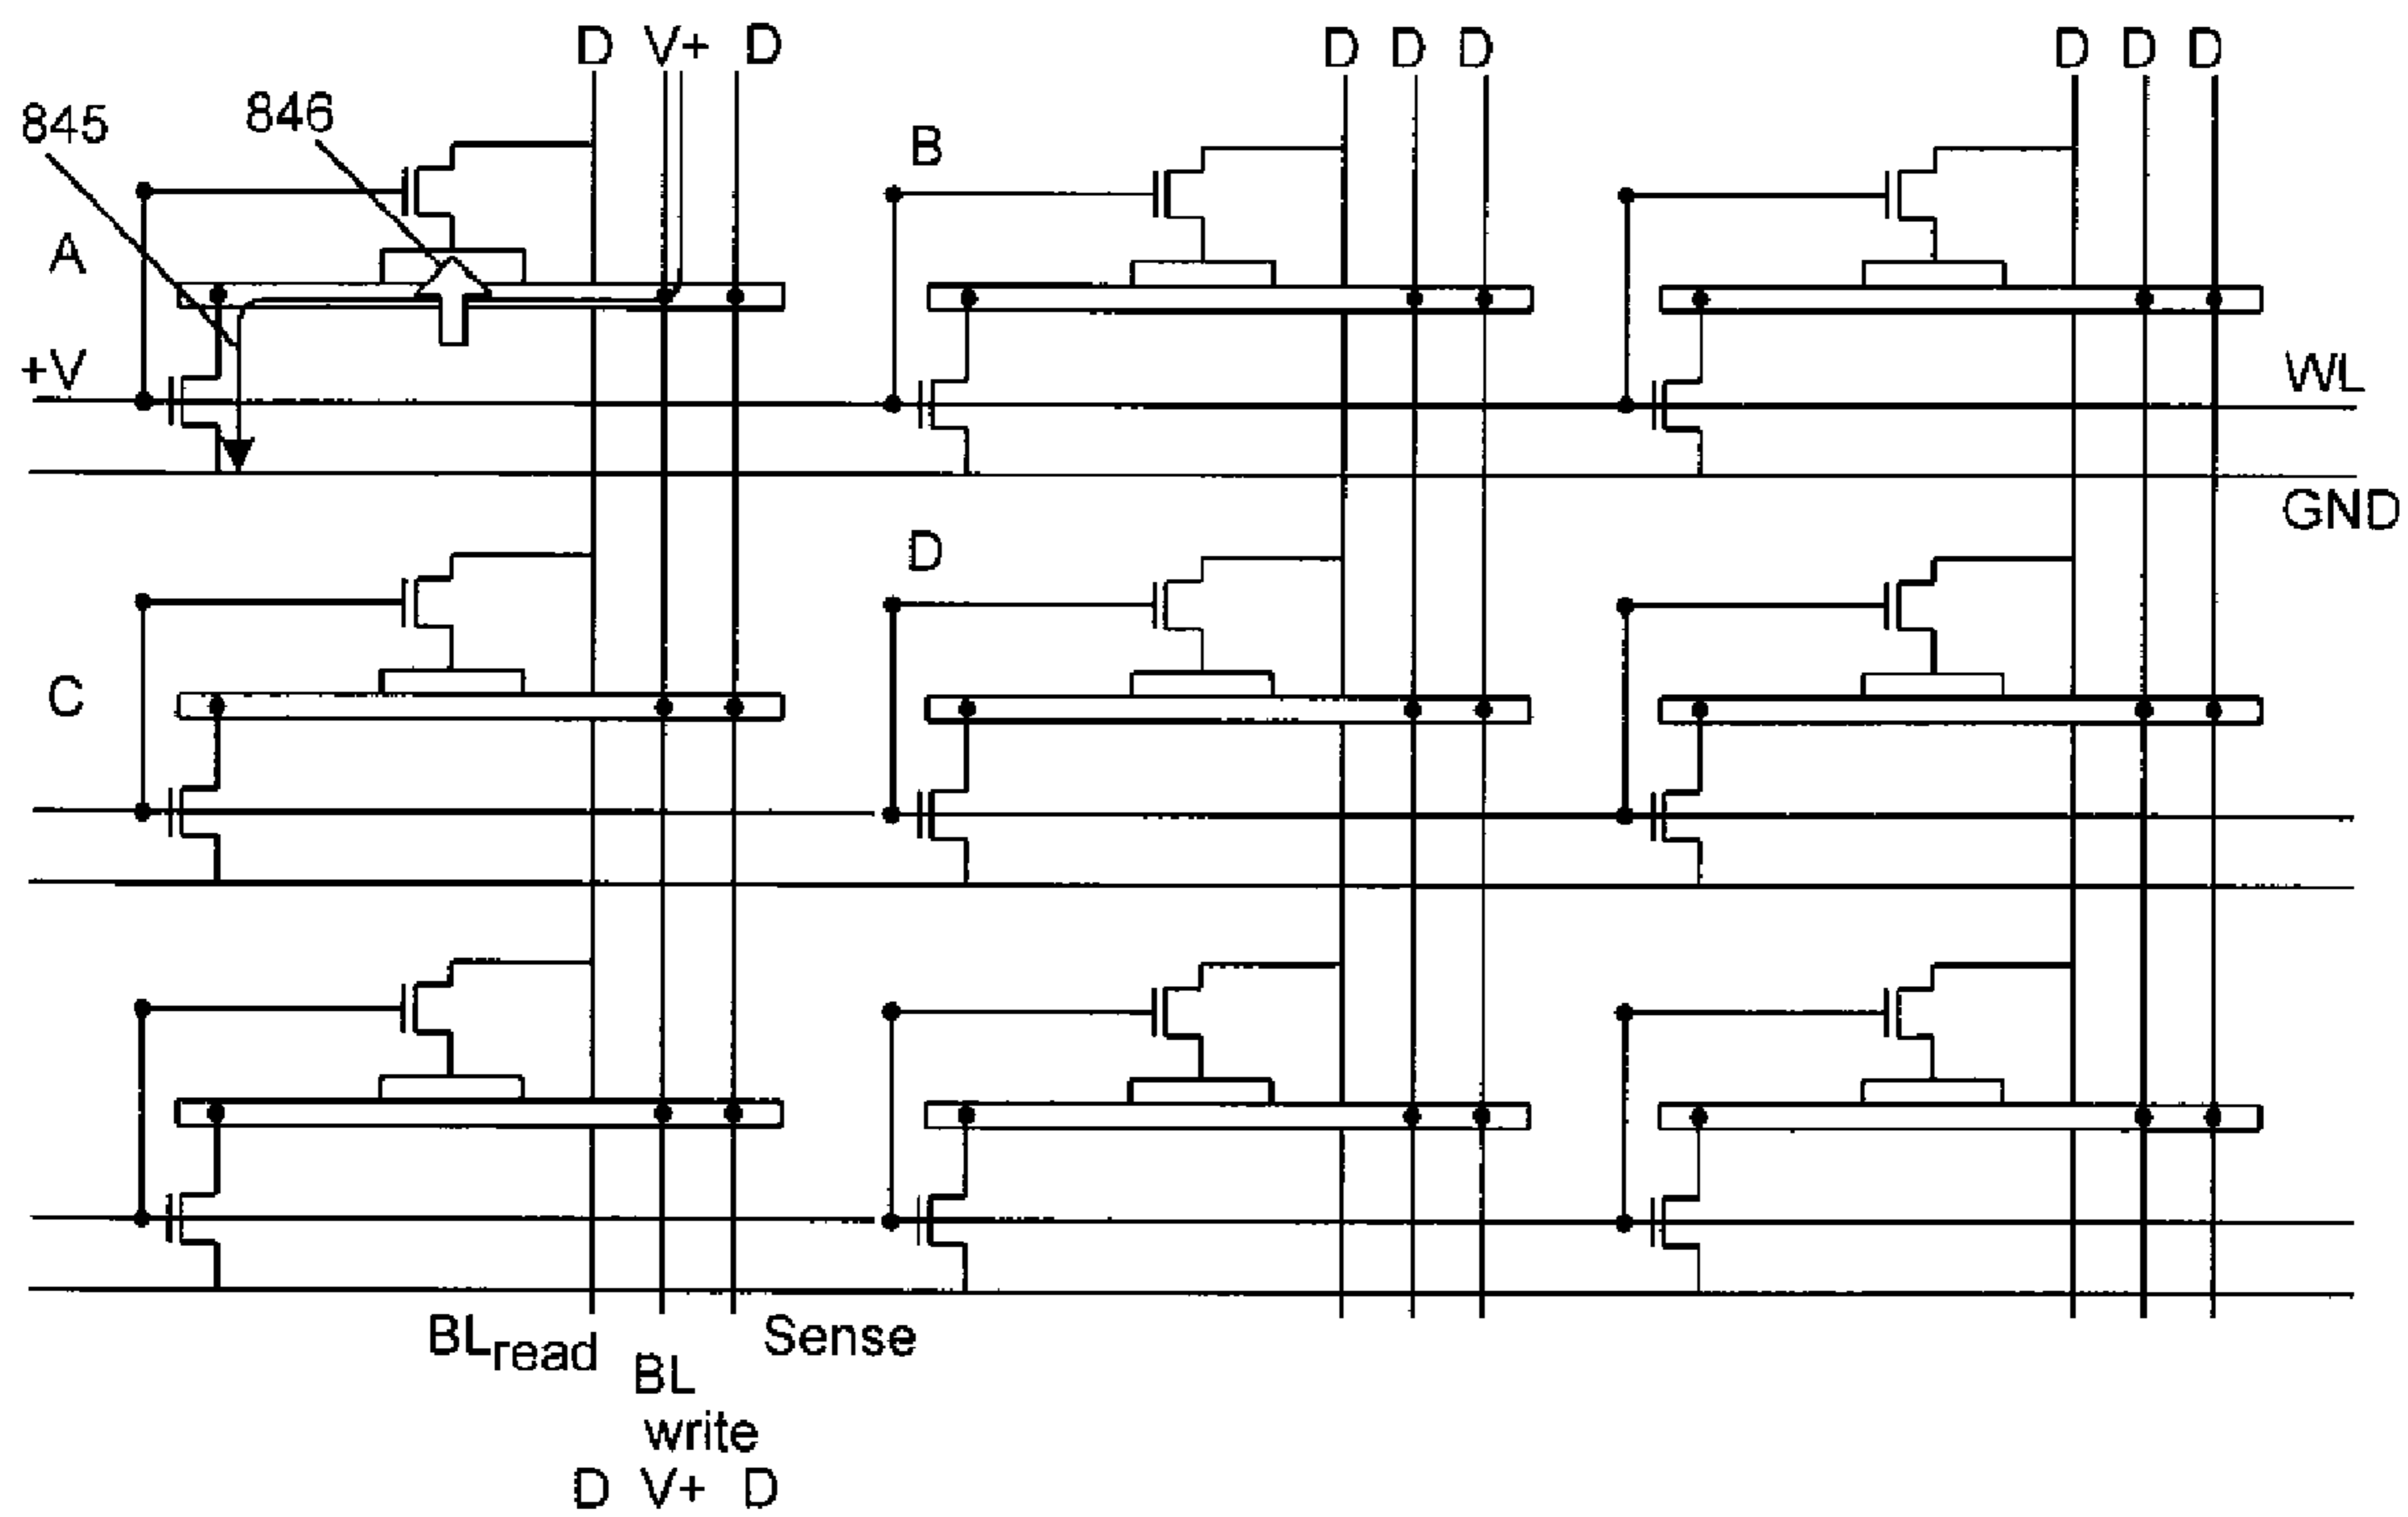 D V+ D D D D D D D
845 846 B
A
+V WL
GND
D
C
BLread Sense
BL
write
D V+ D